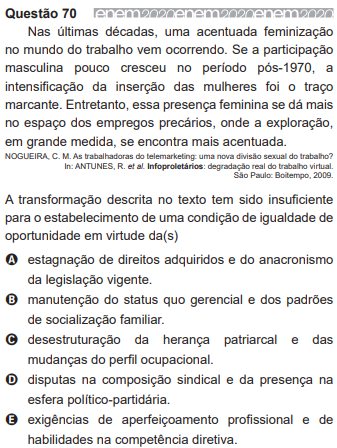 Questão 70 enem2020enem2020enem2020
Nas últimas décadas, uma acentuada feminização
no mundo do trabalho vem ocorrendo. Se a participação
masculina pouco cresceu no período pós-1970, a
intensificação da inserção das mulheres foi o traço
marcante. Entretanto, essa presença feminina se dá mais
no espaço dos empregos precários, onde a exploração,
em grande medida, se encontra mais acentuada.
NOGUEIRA, C. M. As trabalhadoras do telemarketing: uma nova divisão sexual do trabalho?
In: ANTUNES, R. et al. Infoproletários: degradação real do trabalho virtual.
São Paulo: Boitempo, 2009.
A transformação descrita no texto tem sido insuficiente
para o estabelecimento de uma condição de igualdade de
oportunidade em virtude da(s)
A estagnação de direitos adquiridos e do anacronismo
da legislação vigente.
B manutenção do status quo gerencial e dos padrões
de socialização familiar.
C desestruturação da herança patriarcal e das
mudanças do perfil ocupacional.
D disputas na composição sindical e da presença na
esfera político-partidária.
E exigências de aperfeiçoamento profissional e de
habilidades na competência diretiva.